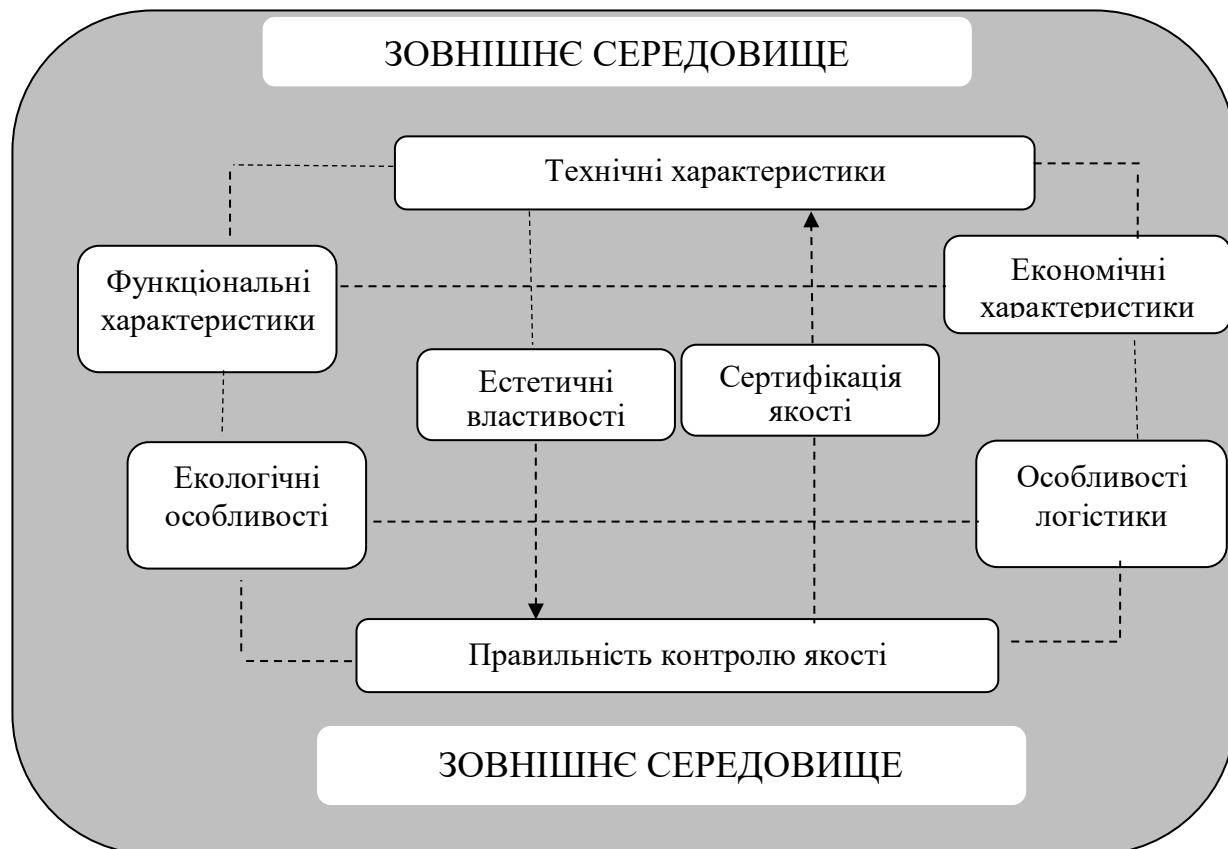 ЗОВНІШНЄ СЕРЕДОВИЩЕ
Технічні характеристики
Функціональні
характеристики
Економічні
характеристики
Естетичні
властивості
Сертифікація
якості
Екологічні
особливості
Особливості
логістики
Правильність контролю якості
ЗОВНІШНЄ СЕРЕДОВИЩЕ